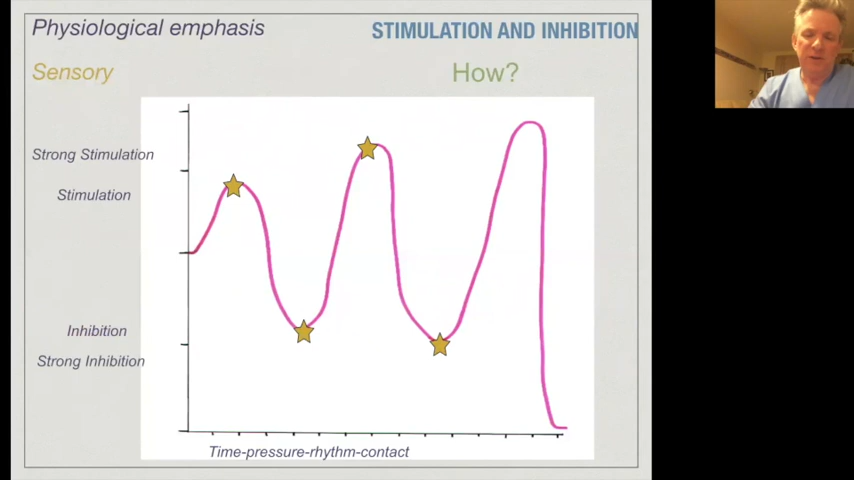 Physiological emphasis
STIMULATION AND INHIBITION
Sensory
How?
Strong Stimulation
Stimulation
Inhibition
Strong Inhibition
Time-pressure-rhythm-contact